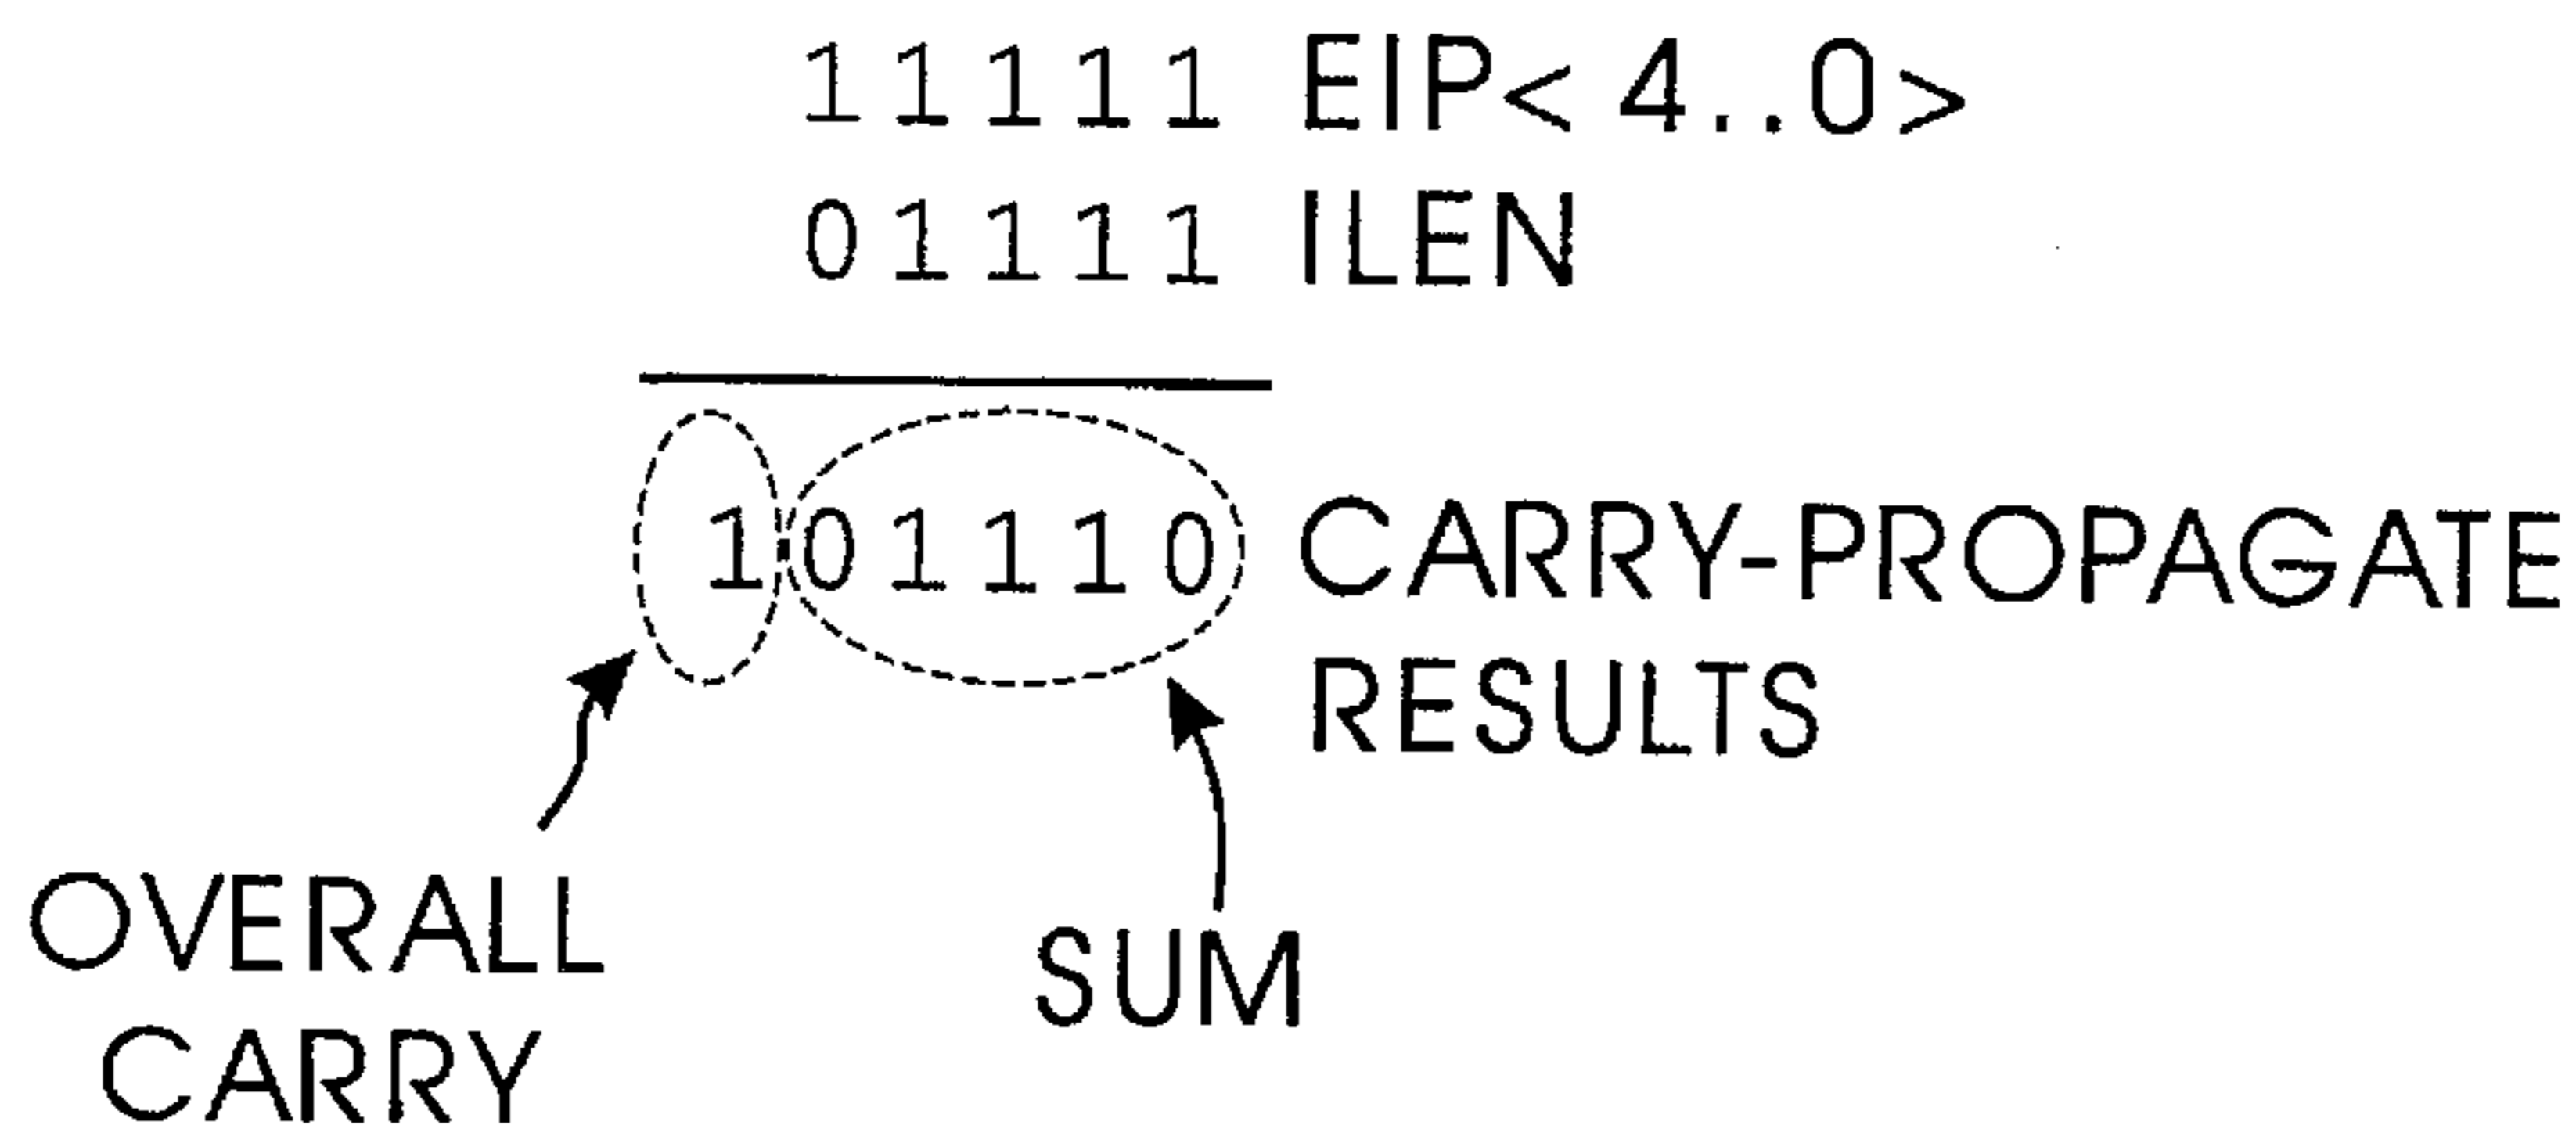 11111 EIP< 4..0>
01111 ILEN
101110 CARRY-PROPAGATE
RESULTS
OVERALL
CARRY
SUM